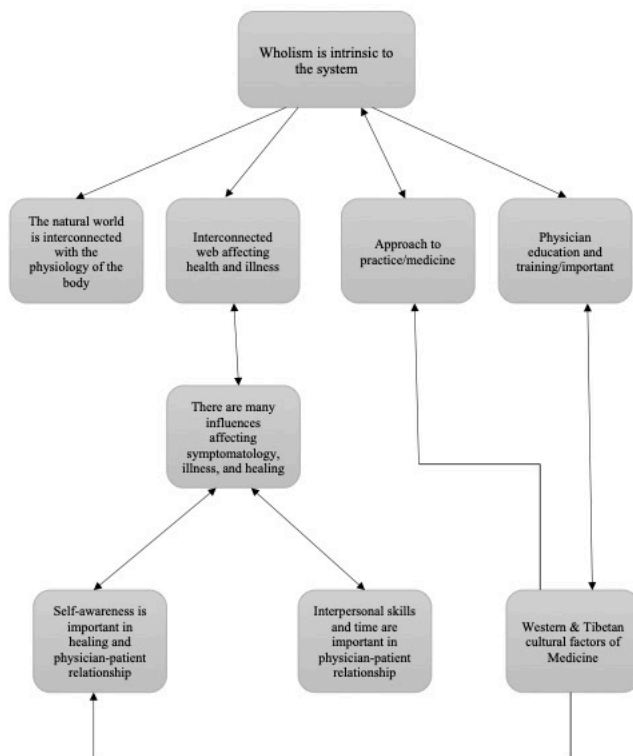 Wholism is intrinsic to
the system
The natural world
is interconnected
with the
physiology of the
body
Interconnected
web affecting
health and illness
Approach to
practice/medicine
Physician
education and
training/important
There are many
influences
affecting
symptomatology,
illness, and healing
Self-awareness is
important in
healing and
physician-patient
relationship
Interpersonal skills
and time are
important in
physician-patient
relationship
Western & Tibetan
cultural factors of
Medicine